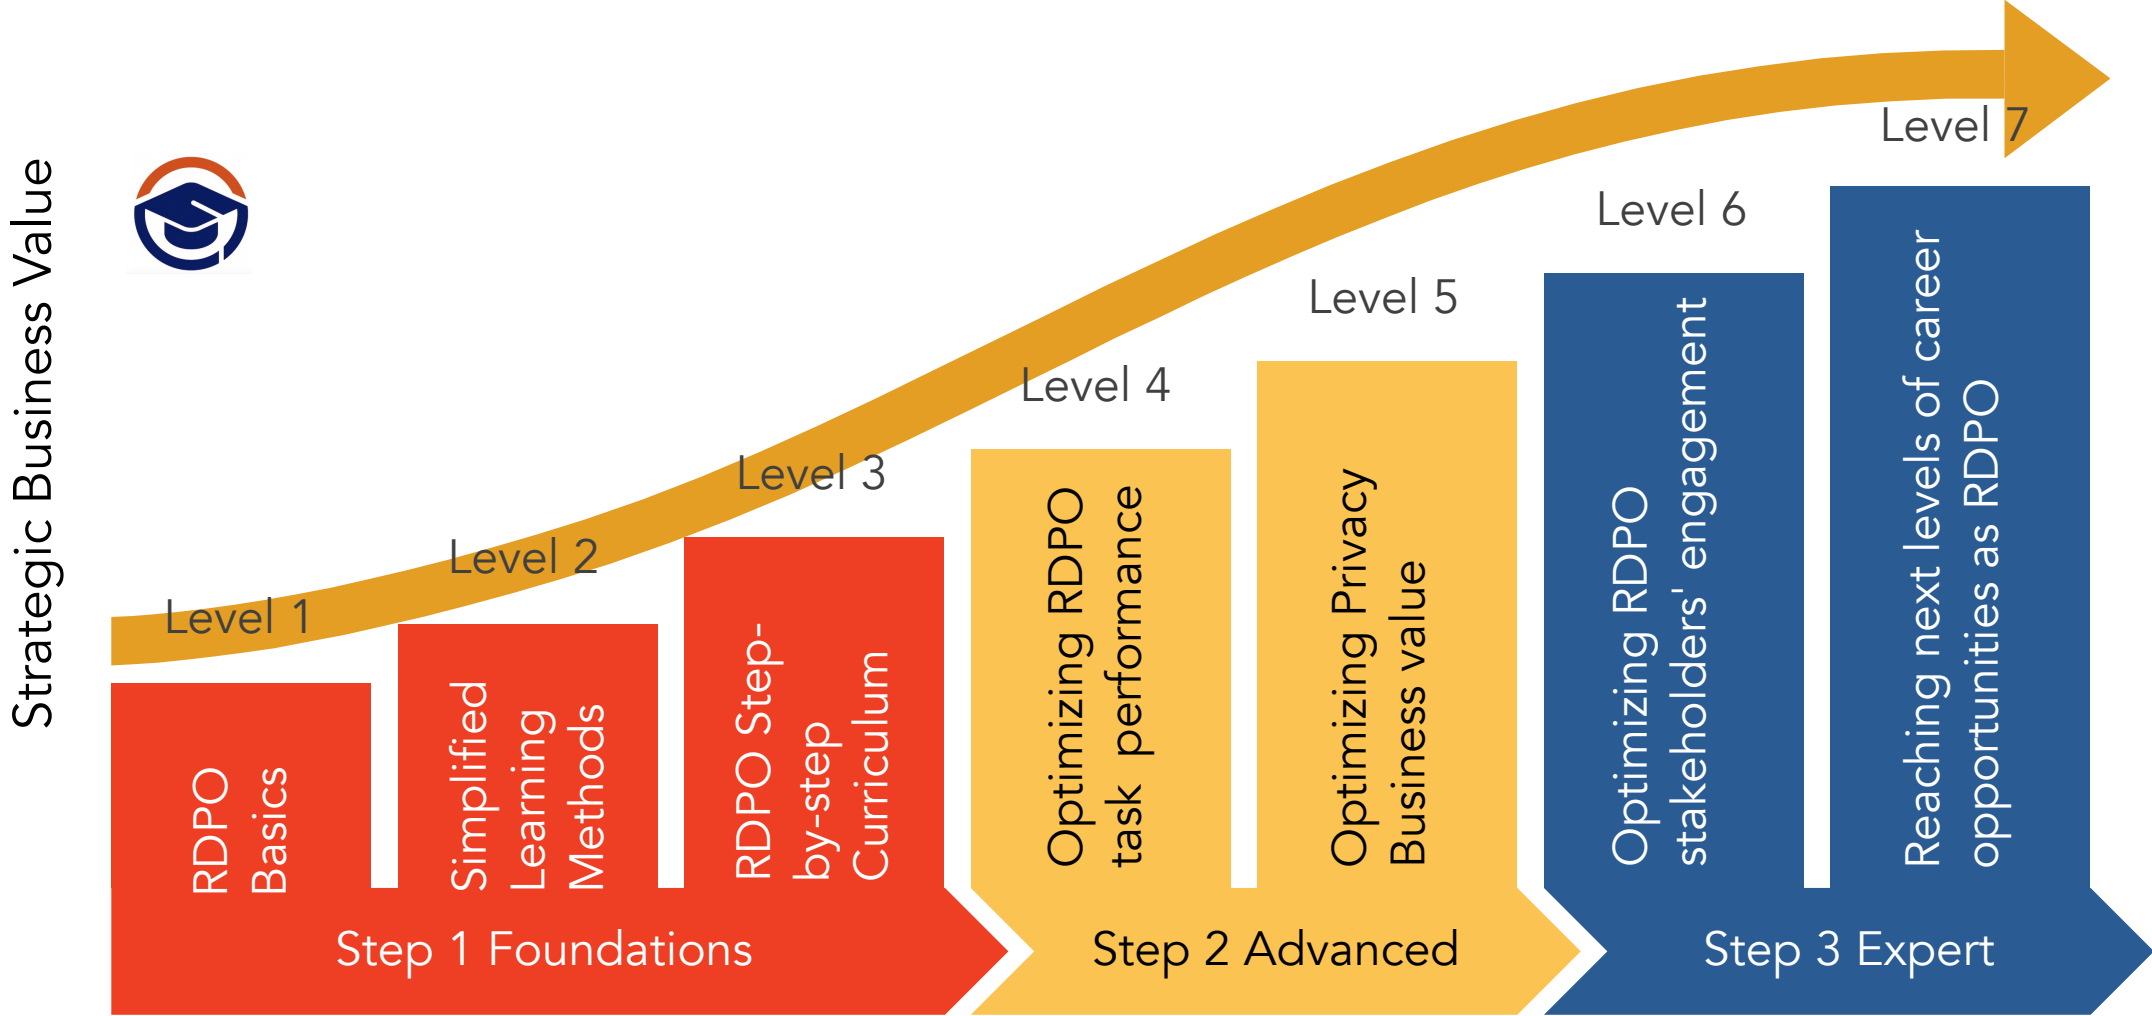 Strategic Business Value
Level 1
Level 2
Level 3
Level 4
Level 5
Level 6
Level 7
RDPO
Basics
Simplified
Learning
Methods
RDPO Step-
by-step
Curriculum
Optimizing RDPO
task  performance
Optimizing Privacy
Business value
Optimizing RDPO
stakeholders' engagement
Reaching next levels of career
opportunities as RDPO
Step 1 Foundations
Step 2 Advanced
Step 3 Expert